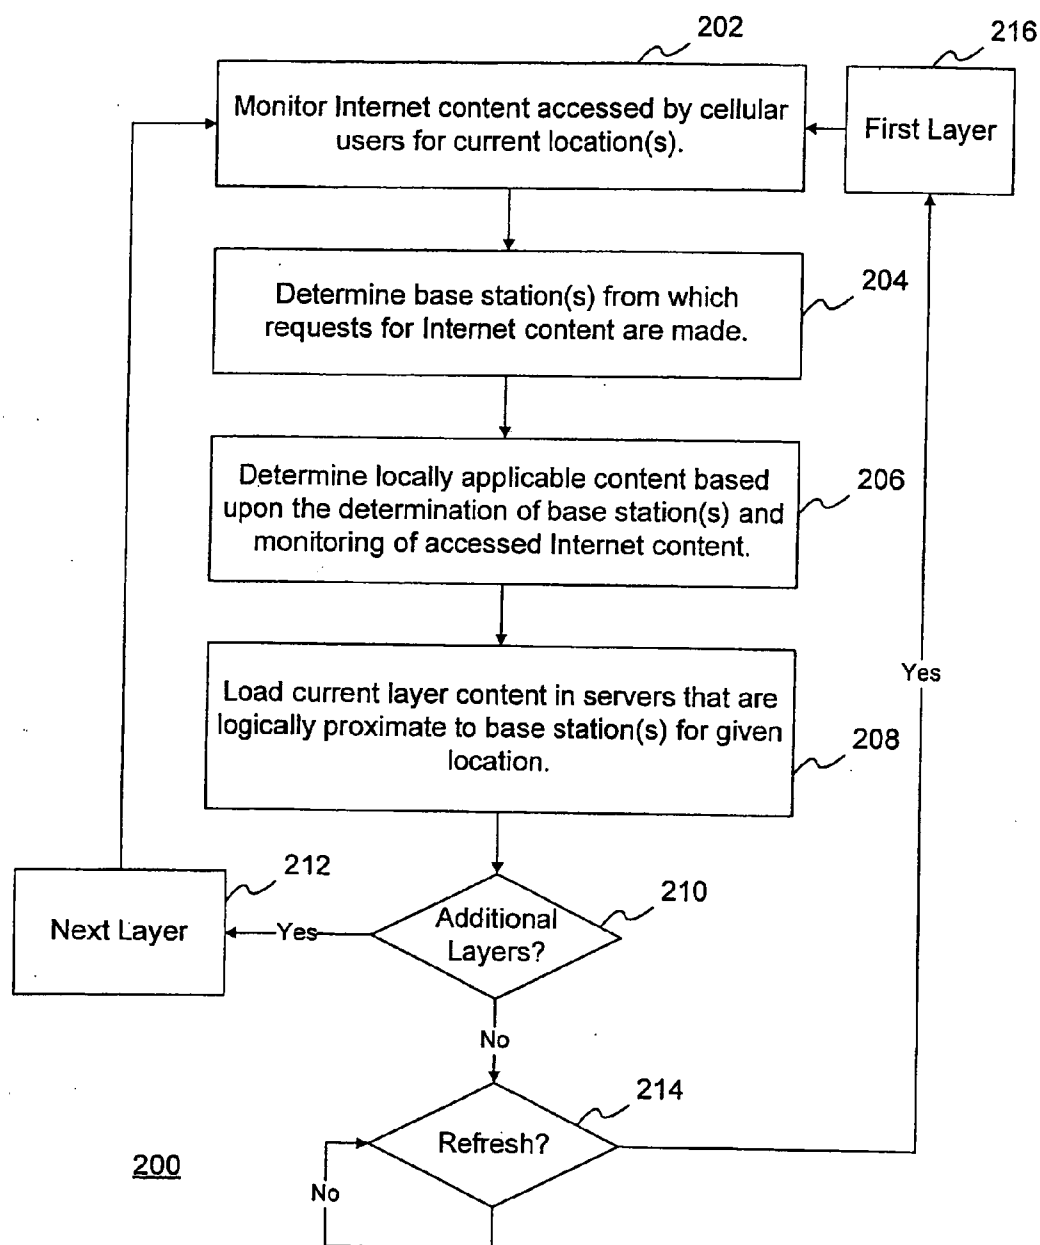 202
216
Monitor Internet content accessed by cellular
users for current location(s).
First Layer
204
Determine base station(s) from which
requests for Internet content are made.
206
Determine locally applicable content based
upon the determination of base station(s) and
monitoring of accessed Internet content.
Yes
208
Load current layer content in servers that are
logically proximate to base station(s) for given
location.
212
210
Next Layer
Yes
Additional
Layers?
No
214
Refresh?
200
No